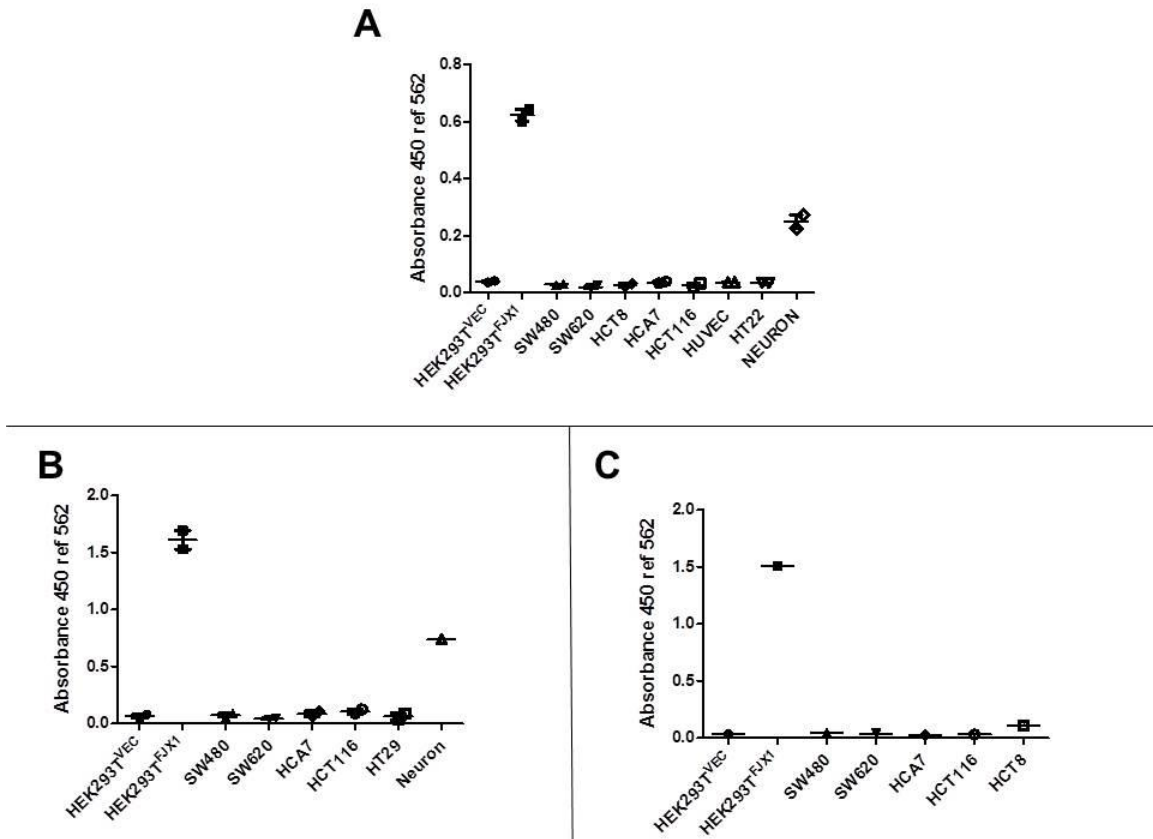 A
Absorbance 450 ref 562
0.8
0.6
0.4
0.2
0.0
HEK293TVEC
HEK293TFJX1
SW480
SW620
HCT8
HCA7
HCT116
HUVEC
HT22
NEURON
B
Absorbance 450 ref 562
2.0
1.5
1.0
0.5
0.0
HEK293TVEC
HEK293TFJX1
SW480
SW620
HCA7
HCT116
HT29
Neuron
C
Absorbance 450 ref 562
2.0
1.5
1.0
0.5
0.0
HEK293TVEC
HEK293TFJX1
SW480
SW620
HCA7
HCT116
HCT8